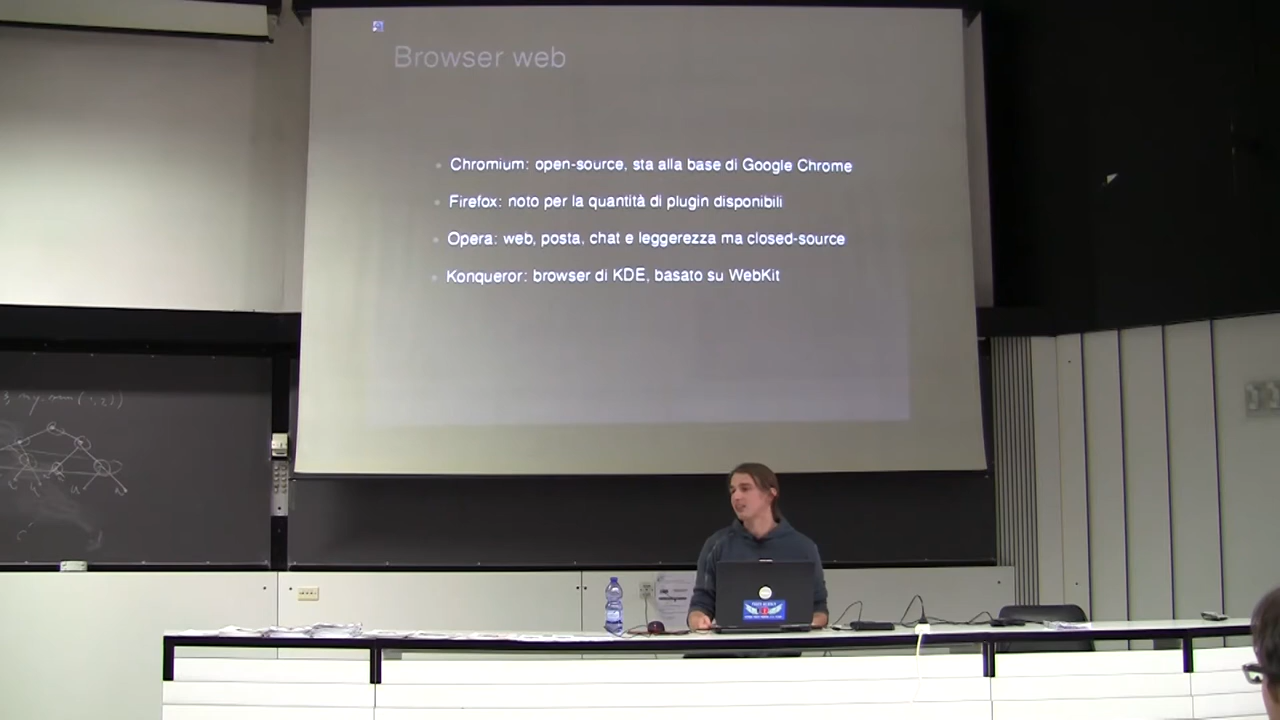 Browser web
Chromium: open-source, sta alla base di Google Chrome
Firefox: noto per la quantità di plugin disponibili
Opera: web, posta, chat e leggerezza ma closed-source
Konqueror: browser di KDE, basato su WebKit